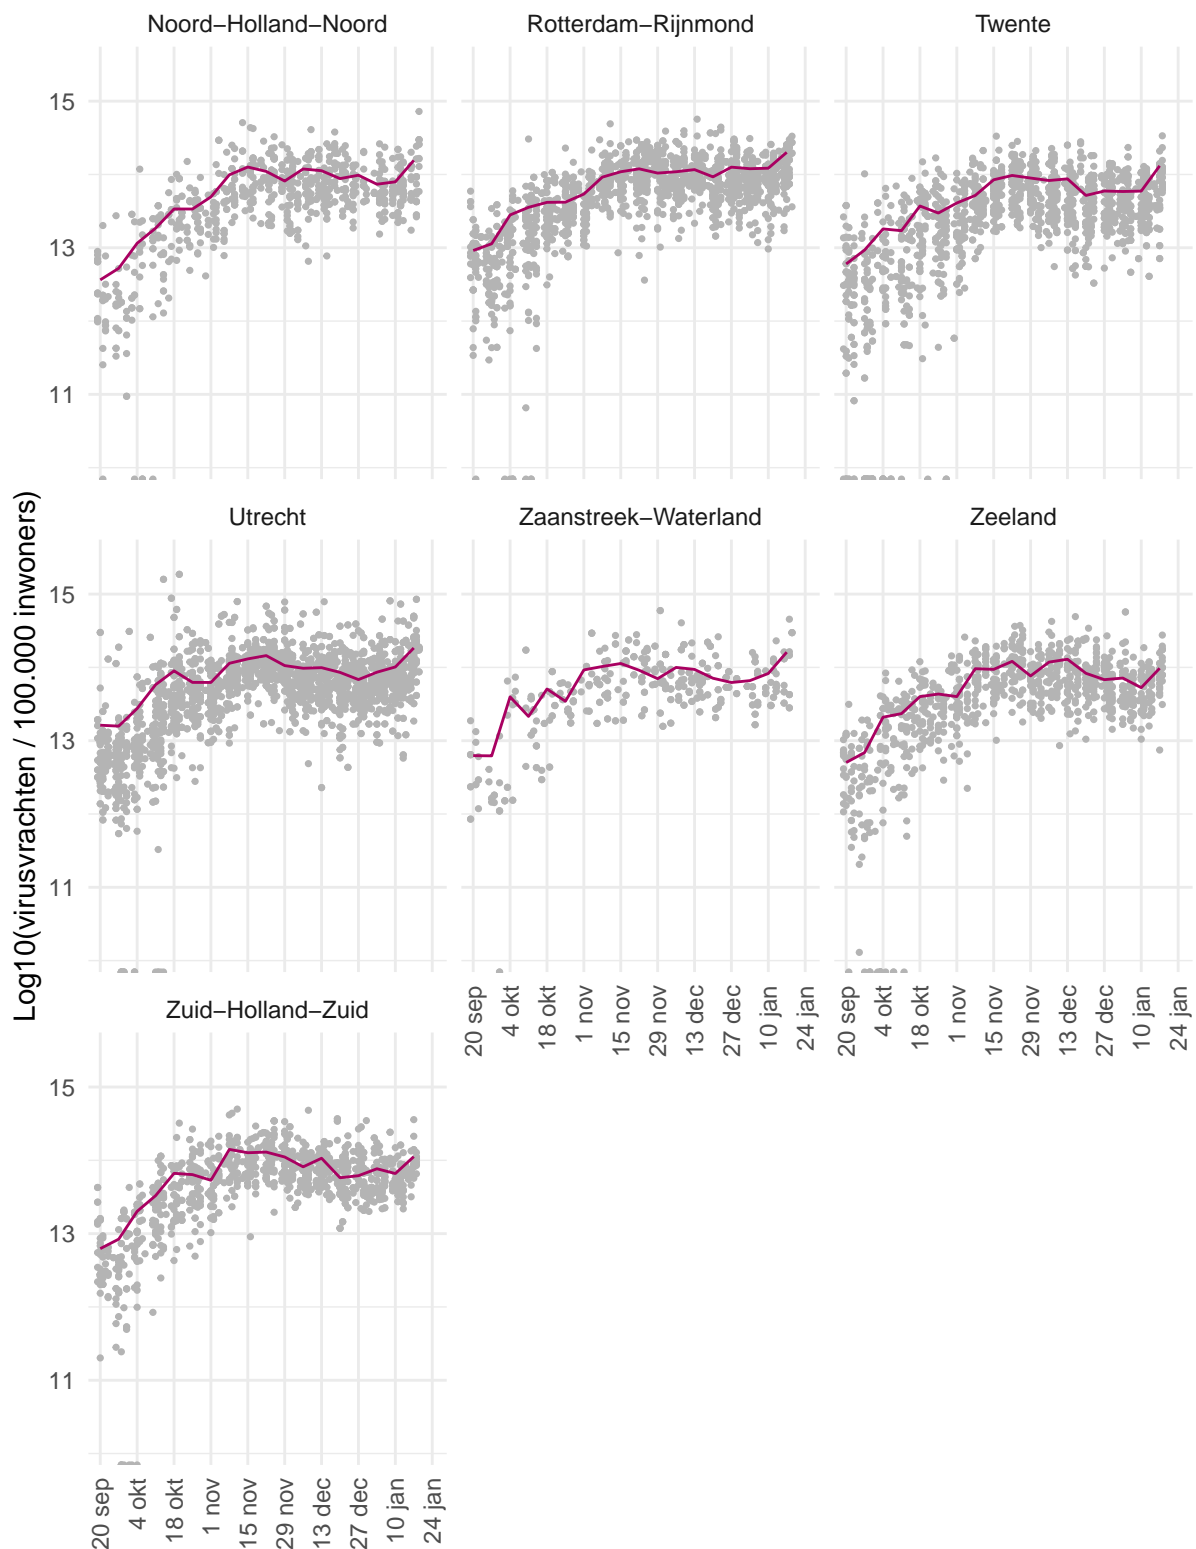 Noord−Holland−Noord
Rotterdam−Rijnmond
Twente
15
13
11
Utrecht
Zaanstreek−Waterland
Zeeland
15
13
11
Log10(virusvrachten / 100.000 inwoners)
20 sep
4 okt
18 okt
1 nov
15 nov
29 nov
13 dec
27 dec
10 jan
24 jan
20 sep
4 okt
18 okt
1 nov
15 nov
29 nov
13 dec
27 dec
10 jan
24 jan
Zuid−Holland−Zuid
15
13
11
20 sep
4 okt
18 okt
1 nov
15 nov
29 nov
13 dec
27 dec
10 jan
24 jan